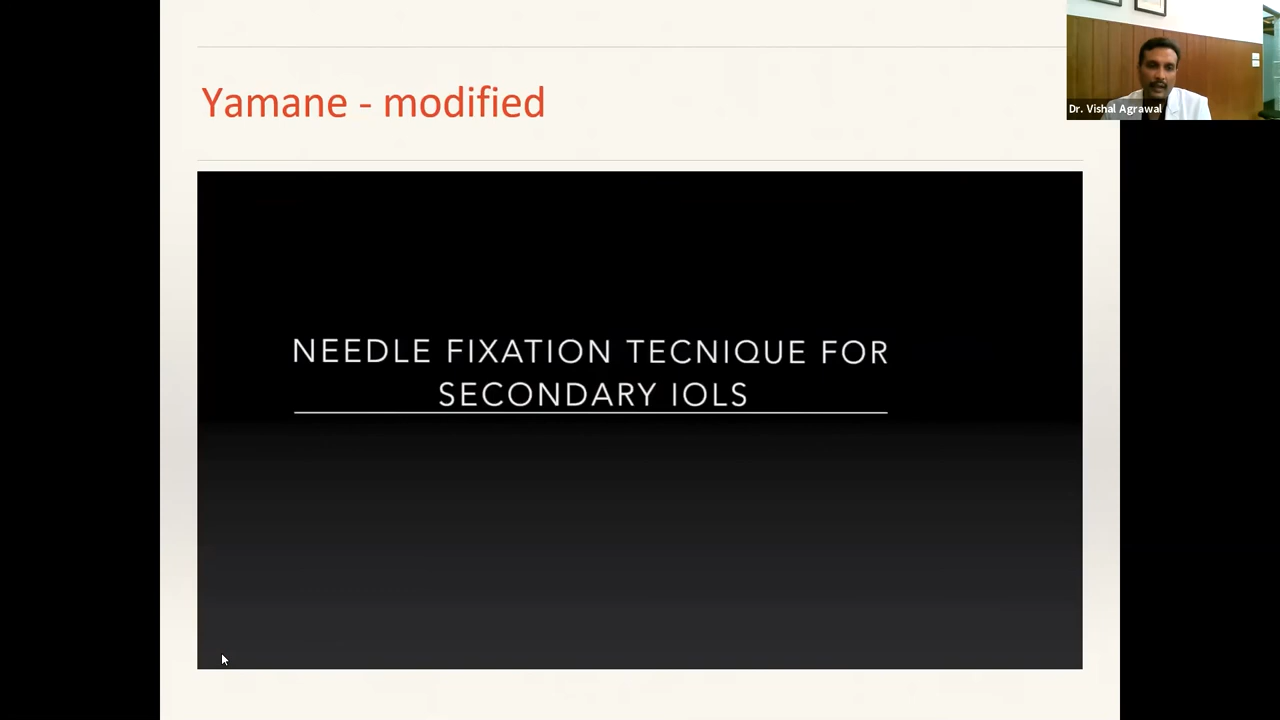 Yamane - modified
Dr. Vishal Agrawal
NEEDLE FIXATION TECNIQUE FOR
SECONDARY IOLS